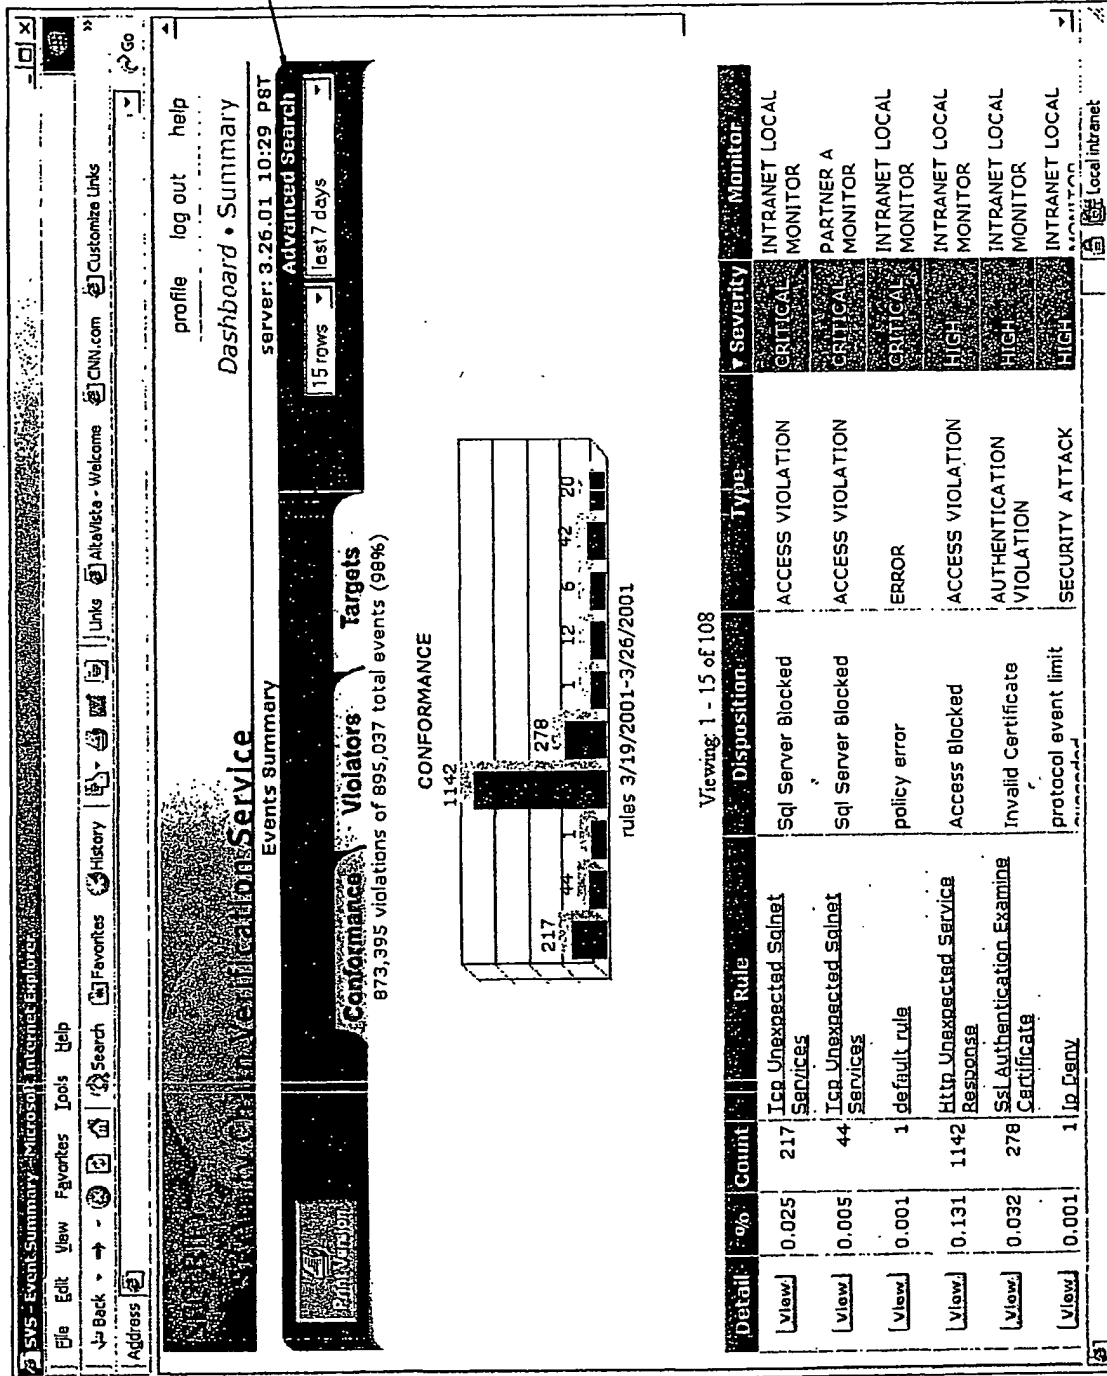 SVS - Event Summary - Microsoft Internet Explorer
File Edit View Favorites Tools Help
Back Search Favorites History Links AltaVista - Welcome CNN.com Customize Links
Address Go
profile log out help
Verification Service
Dashboard • Summary
Events Summary
server: 3.26.01 10:29 PST
Print Version
Conformance Violators Targets
Advanced Search
15 rows last 7 days
873,395 violations of 895,037 total events (98%)
CONFORMANCE
217 44 1 1142 278 1 12 6 42 20
rules 3/19/2001-3/26/2001
Viewing: 1 - 15 of 108
Detail % Count Rule Disposition Type ▼ Severity Monitor
View 0.025 217 Tcp Unexpected Sqlnet Services Sql Server Blocked ACCESS VIOLATION CRITICAL INTRANET LOCAL MONITOR
View 0.005 44 Tcp Unexpected Sqlnet Services Sql Server Blocked ACCESS VIOLATION CRITICAL PARTNER A MONITOR
View 0.001 1 default rule policy error ERROR CRITICAL INTRANET LOCAL MONITOR
View 0.131 1142 Http Unexpected Service Response Access Blocked ACCESS VIOLATION HIGH INTRANET LOCAL MONITOR
View 0.032 278 Ssl Authentication Examine Certificate Invalid Certificate AUTHENTICATION VIOLATION HIGH INTRANET LOCAL MONITOR
View 0.001 1 Ip Deny protocol event limit exceeded SECURITY ATTACK HIGH INTRANET LOCAL MONITOR
Local intranet